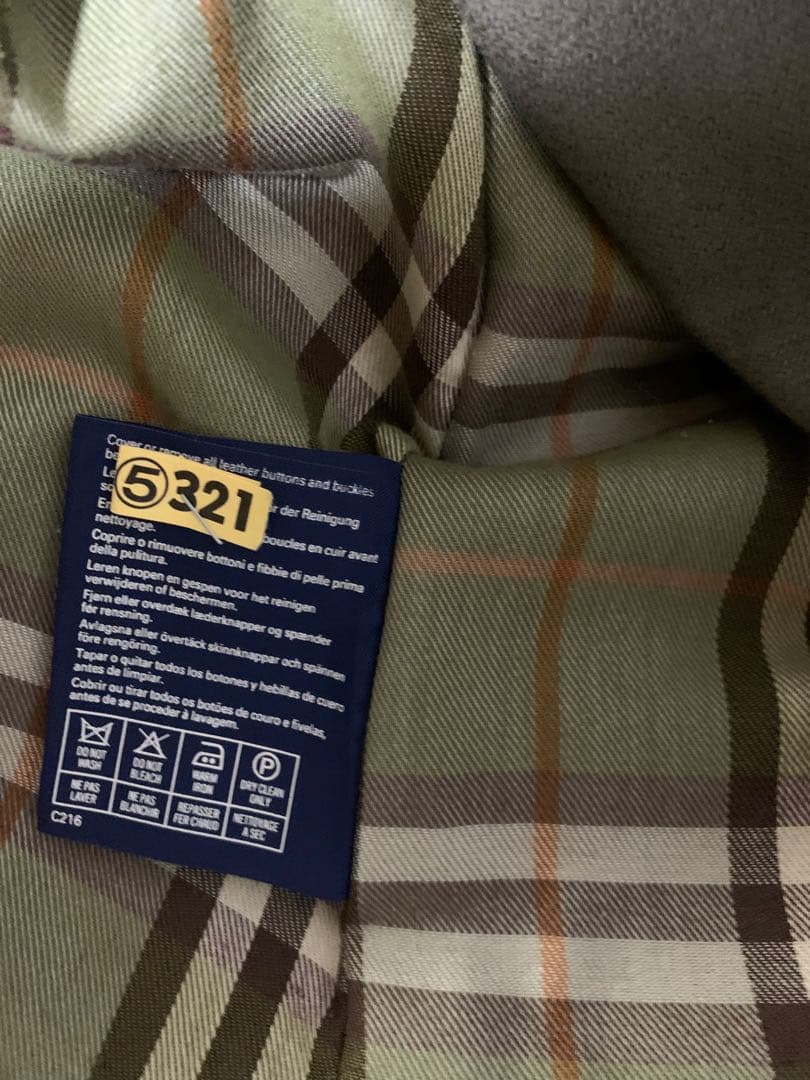 Cover or remove all leather buttons and buckles
be
Le
⑤321
so
r der Reinigung
En
boucles en cuir avant
nettoyage.
Coprire o rimuovere bottoni e fibbie di pelle prima
della pulitura.
Leren knopen en gespen voor het reinigen
verwijderen of beschermen.
Fjern eller overdæk læderknapper og spænder
før rensning.
Avlagsna eller övertäck skinnknappar och spännen
före rengöring.
Tapar o quitar todos los botones y hebillas de cuero
antes de limpiar.
Cobrir ou tirar todos os botões de couro e fivelas,
antes de se proceder à lavagem.
P
DO NOT WASH
DO NOT BLEACH
WARM IRON
DRY CLEAN ONLY
NE PAS LAVER
NE PAS BLANCHIR
REPASSER FER CHAUD
NETTOYAGE A SEC
C216